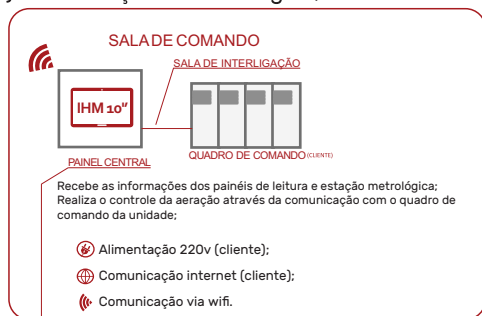 SALA DE COMANDO
SALA DE INTERLIGAÇÃO
IHM 10"
PAINEL CENTRAL
QUADRO DE COMANDO (CLIENTE)
Recebe as informações dos painéis de leitura e estação metrológica;
Realiza o controle da aeração através da comunicação com o quadro de
comando da unidade;
Alimentação 220v (cliente);
Comunicação internet (cliente);
Comunicação via wifi.